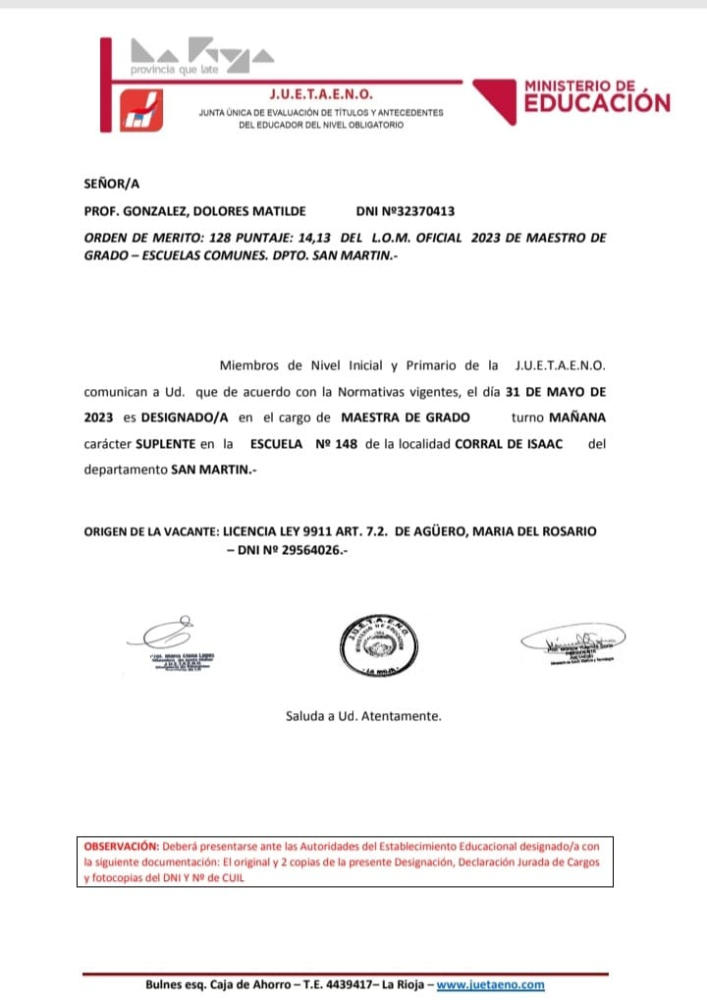 La Rioja
provincia que late
J.U.E.T.A.E.N.O.
JUNTA ÚNICA DE EVALUACIÓN DE TÍTULOS Y ANTECEDENTES
DEL EDUCADOR DEL NIVEL OBLIGATORIO
MINISTERIO DE
EDUCACIÓN
SEÑOR/A
PROF. GONZALEZ, DOLORES MATILDE DNI Nº32370413
ORDEN DE MERITO: 128 PUNTAJE: 14,13 DEL L.O.M. OFICIAL 2023 DE MAESTRO DE
GRADO – ESCUELAS COMUNES. DPTO. SAN MARTIN.-
Miembros de Nivel Inicial y Primario de la J.U.E.T.A.E.N.O.
comunican a Ud. que de acuerdo con la Normativas vigentes, el día 31 DE MAYO DE
2023 es DESIGNADO/A en el cargo de MAESTRA DE GRADO turno MAÑANA
carácter SUPLENTE en la ESCUELA Nº 148 de la localidad CORRAL DE ISAAC del
departamento SAN MARTIN.-
ORIGEN DE LA VACANTE: LICENCIA LEY 9911 ART. 7.2. DE AGÜERO, MARIA DEL ROSARIO
– DNI Nº 29564026.-
J.U.E.T.A.E.N.O.
LA RIOJA
Saluda a Ud. Atentamente.
OBSERVACIÓN: Deberá presentarse ante las Autoridades del Establecimiento Educacional designado/a con
la siguiente documentación: El original y 2 copias de la presente Designación, Declaración Jurada de Cargos
y fotocopias del DNI Y Nº de CUIL
Bulnes esq. Caja de Ahorro – T.E. 4439417– La Rioja – www.juetaeno.com